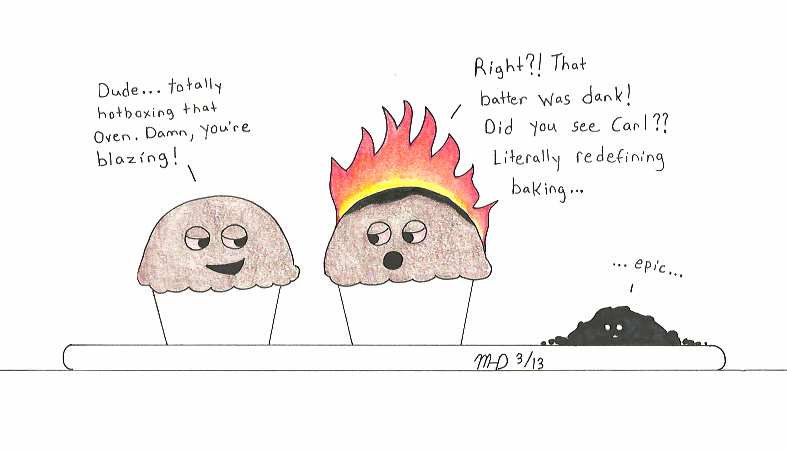 Dude... totally
hotboxing that
Oven. Damn, you're
blazing!
Right?! That
batter was dank!
Did you see Carl??
Literally redefining
baking...
... epic...
M-D 3/13